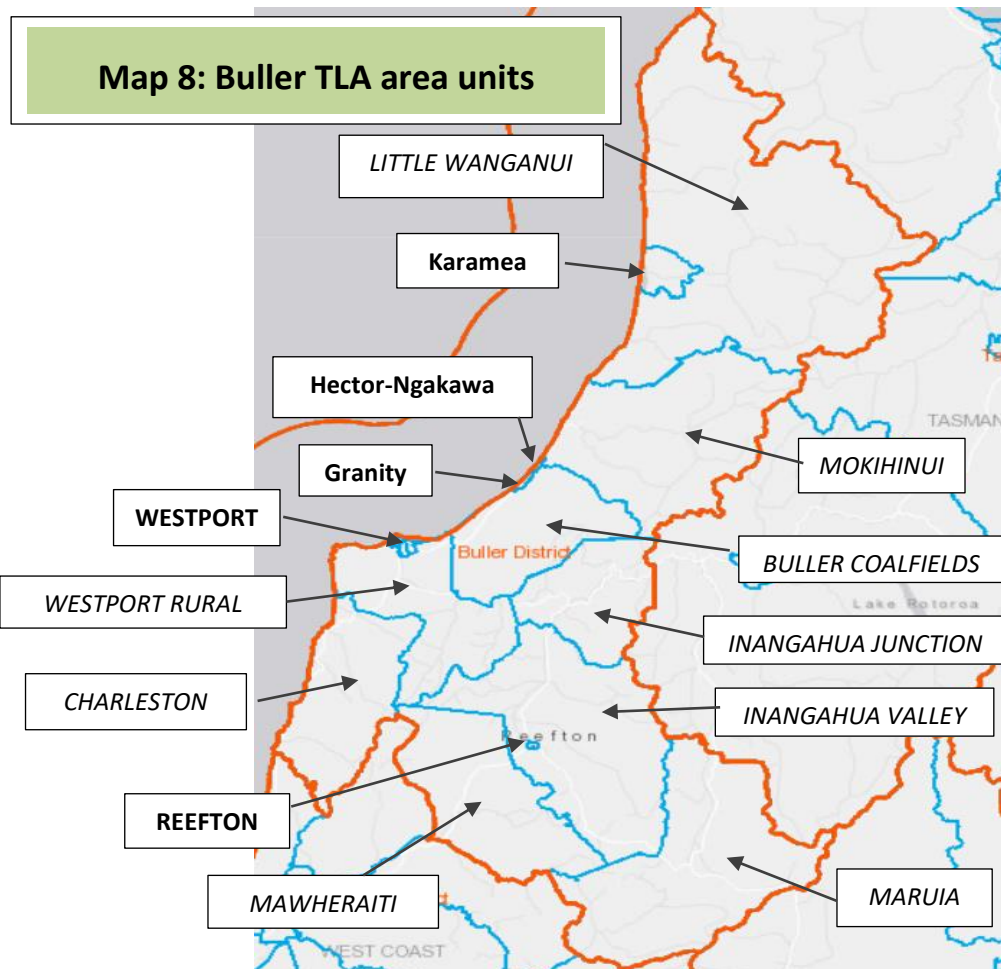 Map 8: Buller TLA area units
LITTLE WANGANUI
Karamea
Hector-Ngakawa
Ta
TASMAN
Granity
MOKIHINUI
WESTPORT
Buller District
BULLER COALFIELDS
WESTPORT RURAL
Lake Rotoroa
INANGAHUA JUNCTION
CHARLESTON
INANGAHUA VALLEY
Reefton
REEFTON
MAWHERAITI
MARUIA
WEST COAST